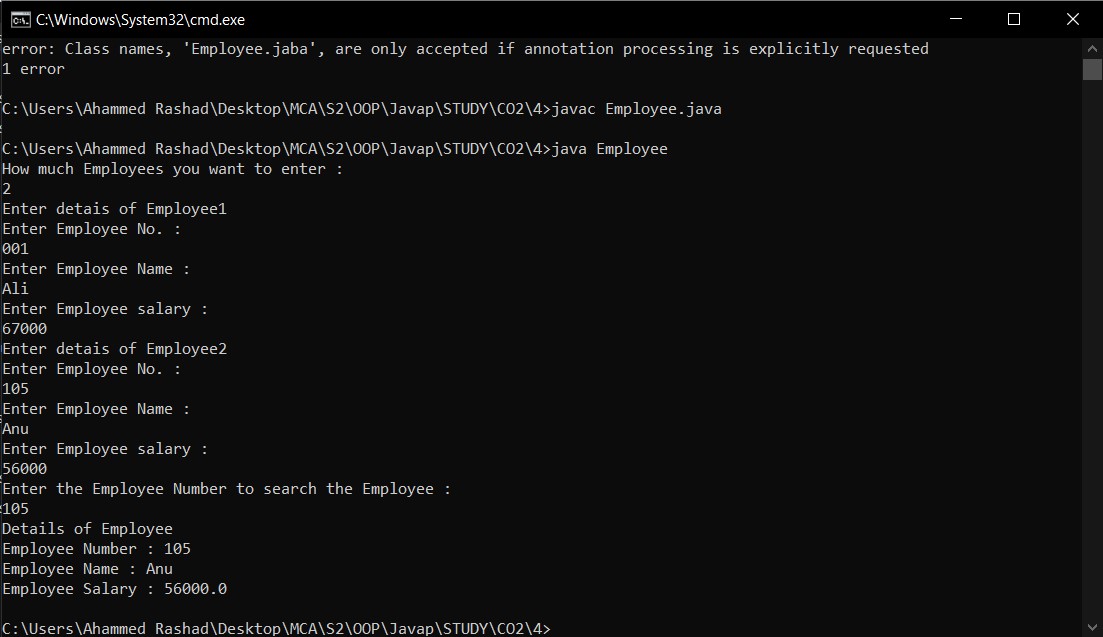 C:\Windows\System32\cmd.exe
error: Class names, 'Employee.jaba', are only accepted if annotation processing is explicitly requested
1 error
C:\Users\Ahammed Rashad\Desktop\MCA\S2\OOP\Javap\STUDY\CO2\4>javac Employee.java
C:\Users\Ahammed Rashad\Desktop\MCA\S2\OOP\Javap\STUDY\CO2\4>java Employee
How much Employees you want to enter :
2
Enter detais of Employee1
Enter Employee No. :
001
Enter Employee Name :
Ali
Enter Employee salary :
67000
Enter detais of Employee2
Enter Employee No. :
105
Enter Employee Name :
Anu
Enter Employee salary :
56000
Enter the Employee Number to search the Employee :
105
Details of Employee
Employee Number : 105
Employee Name : Anu
Employee Salary : 56000.0
C:\Users\Ahammed Rashad\Desktop\MCA\S2\OOP\Javap\STUDY\CO2\4>